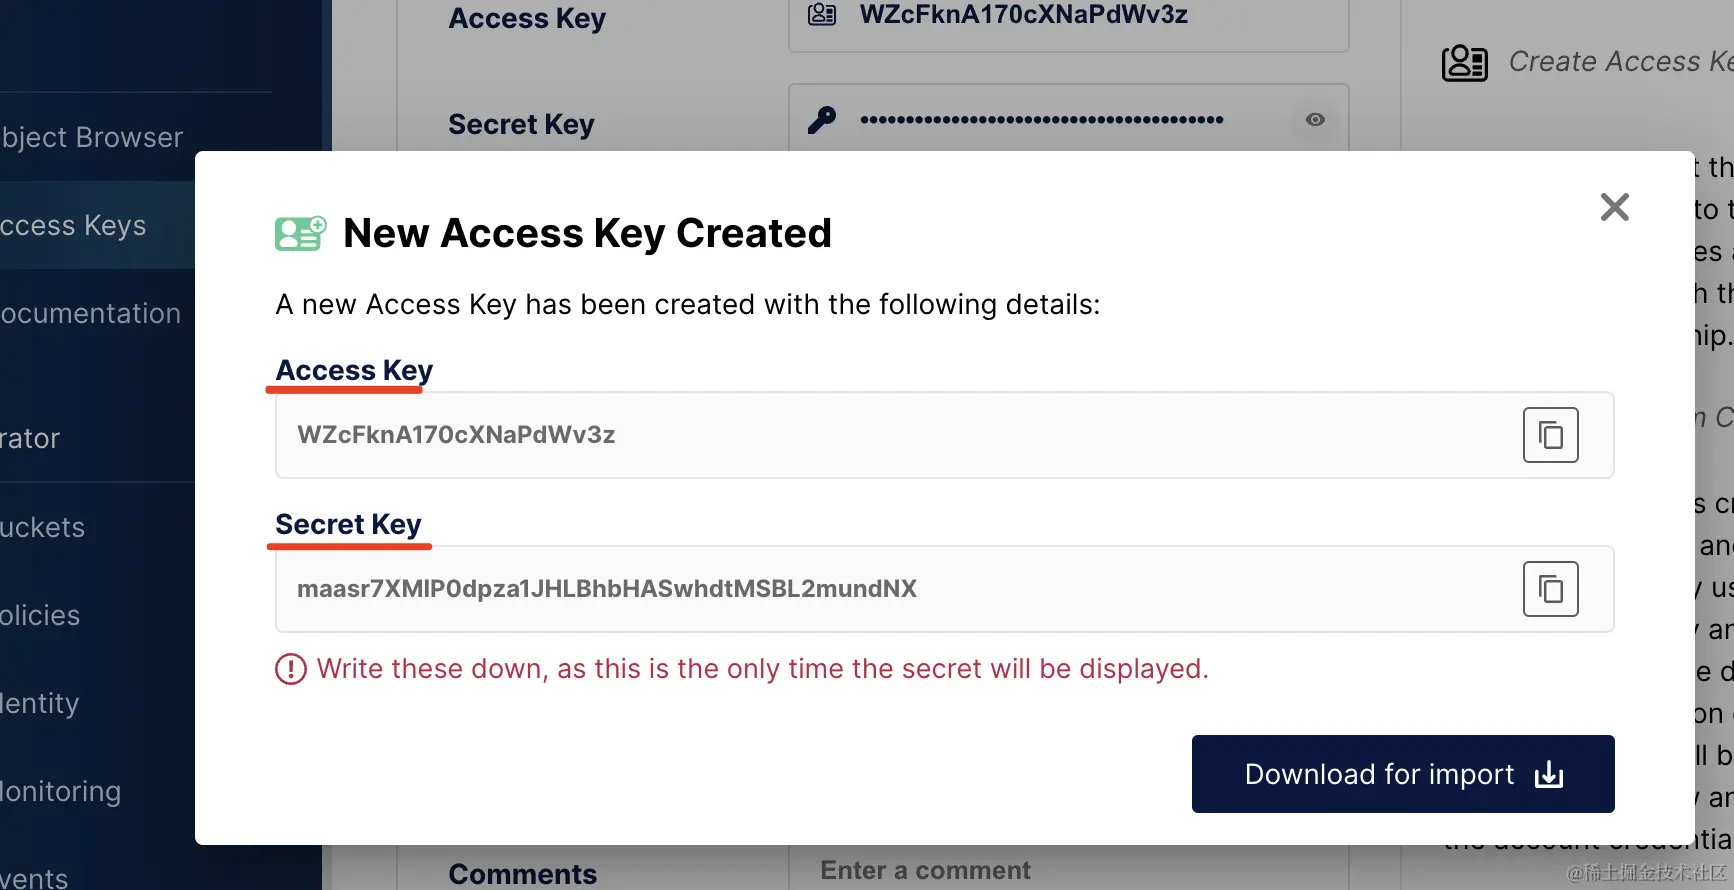 Access Key
WZcFknA170cXNaPdWv3z
Create Access Ke
Secret Key
••••••••••••••••••••••••••••••••••••••••
bject Browser
ccess Keys
ocumentation
rator
uckets
olicies
dentity
Monitoring
vents
New Access Key Created
A new Access Key has been created with the following details:
Access Key
WZcFknA170cXNaPdWv3z
Secret Key
maasr7XMIP0dpza1JHLBhbHASwhdtMSBL2mundNX
Write these down, as this is the only time the secret will be displayed.
Download for import
Comments
Enter a comment
@稀土掘金技术社区